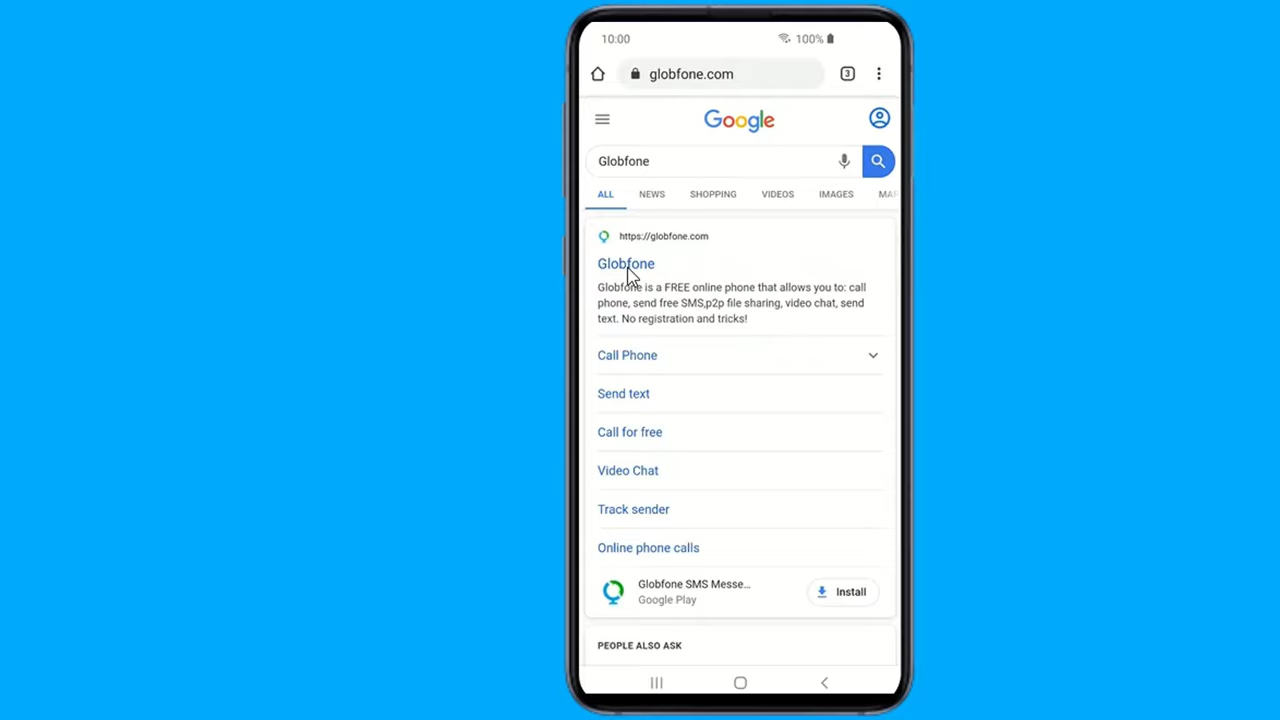 10:00
100%
globfone.com
3
Google
Globfone
ALL NEWS SHOPPING VIDEOS IMAGES
https://globfone.com
Globfone
Globfone is a FREE online phone that allows you to: call
phone, send free SMS,p2p file sharing, video chat, send
text. No registration and tricks!
Call Phone
Send text
Call for free
Video Chat
Track sender
Online phone calls
Globfone SMS Messe...
Google Play
Install
PEOPLE ALSO ASK